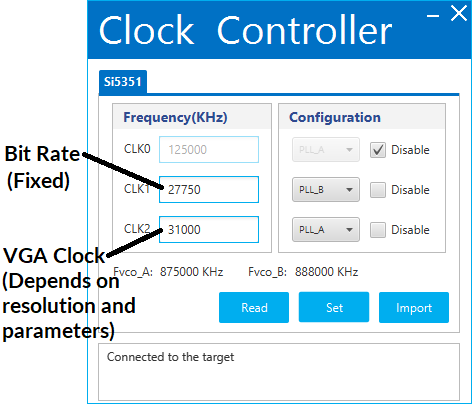 Clock Controller
Si5351
Frequency(KHz)
Configuration
CLK0 125000 PLL_A Disable
Bit Rate
(Fixed)
CLK1 27750 PLL_B Disable
CLK2 31000 PLL_A Disable
VGA Clock
(Depends on
resolution and
parameters)
Fvco_A: 875000 KHz Fvco_B: 888000 KHz
Read Set Import
Connected to the target